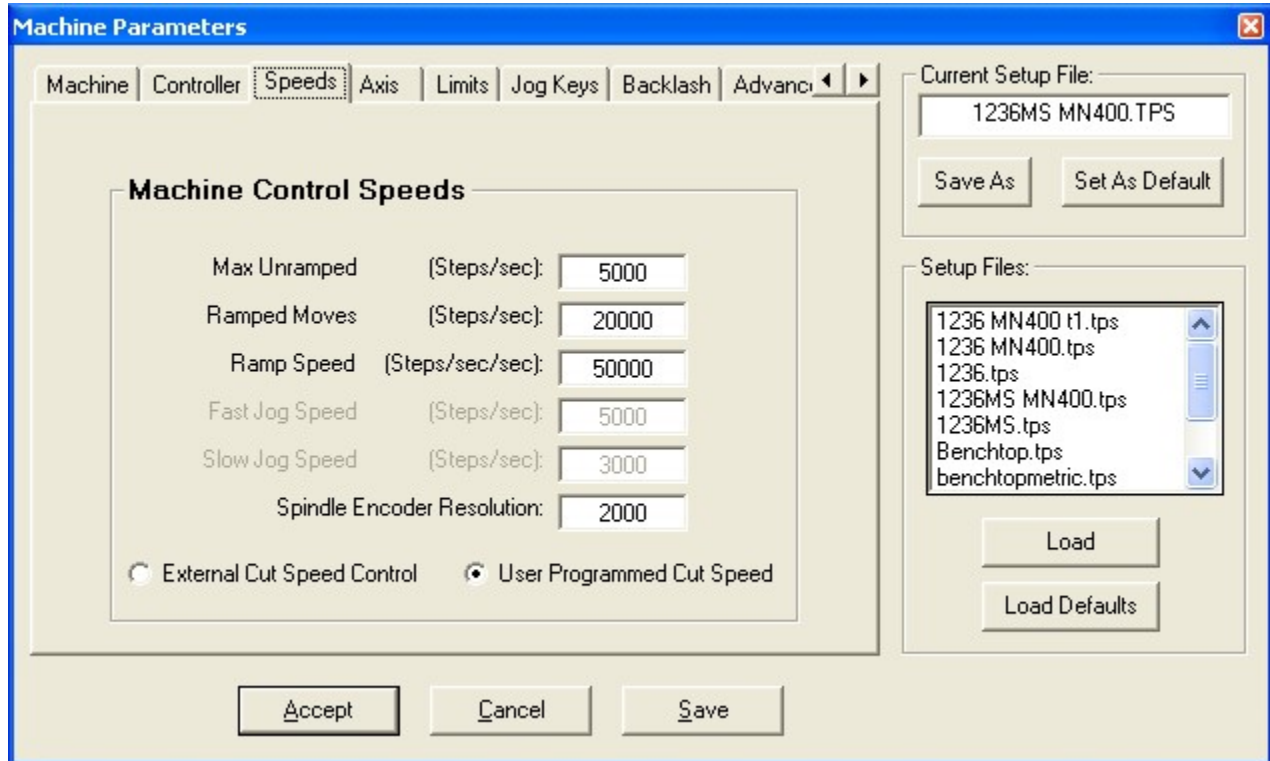 Machine Parameters
Machine Controller Speeds Axis Limits Jog Keys Backlash Advanc
Machine Control Speeds
Max Unramped (Steps/sec): 5000
Ramped Moves (Steps/sec): 20000
Ramp Speed (Steps/sec/sec): 50000
Fast Jog Speed (Steps/sec): 5000
Slow Jog Speed (Steps/sec): 3000
Spindle Encoder Resolution: 2000
External Cut Speed Control User Programmed Cut Speed
Accept Cancel Save
Current Setup File:
1236MS MN400.TPS
Save As Set As Default
Setup Files:
1236 MN400 t1.tps
1236 MN400.tps
1236.tps
1236MS MN400.tps
1236MS.tps
Benchtop.tps
benchtopmetric.tps
Load
Load Defaults